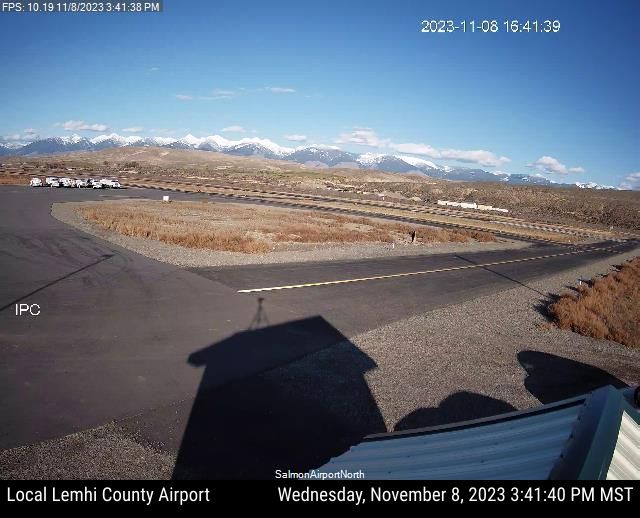 FPS: 10.19 11/8/2023 3:41:38 PM
2023-11-08 16:41:39
IPC
SalmonAirportNorth
Local Lemhi County Airport
Wednesday, November 8, 2023 3:41:40 PM MST